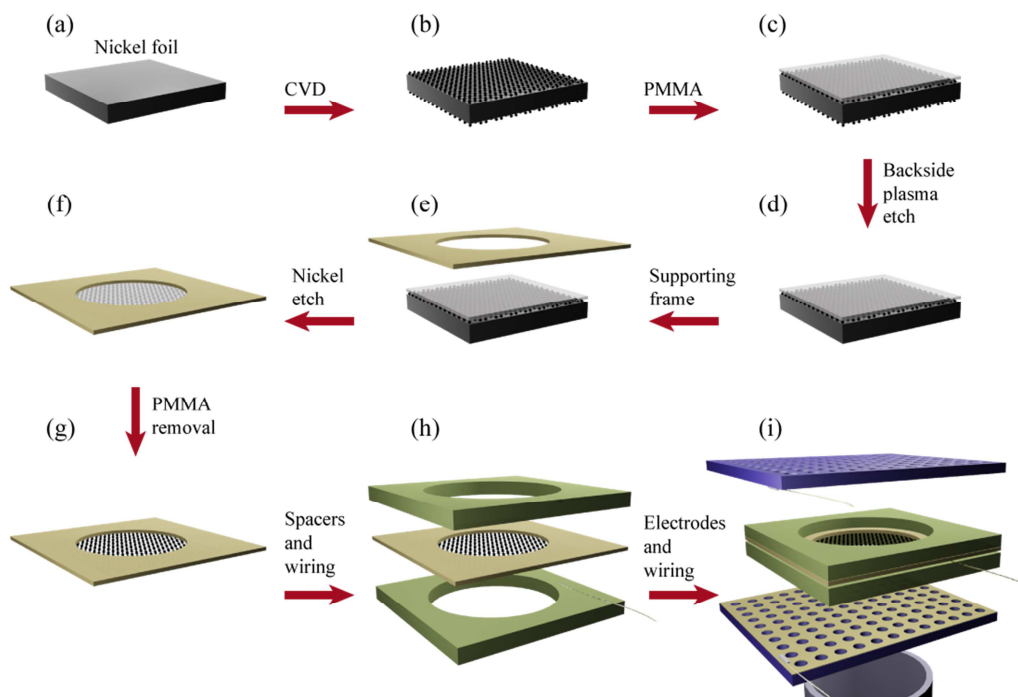 (a)
Nickel foil
CVD
(b)
PMMA
(c)
Backside
plasma
etch
(d)
Supporting
frame
(e)
Nickel
etch
(f)
PMMA
removal
(g)
Spacers
and
wiring
(h)
Electrodes
and
wiring
(i)